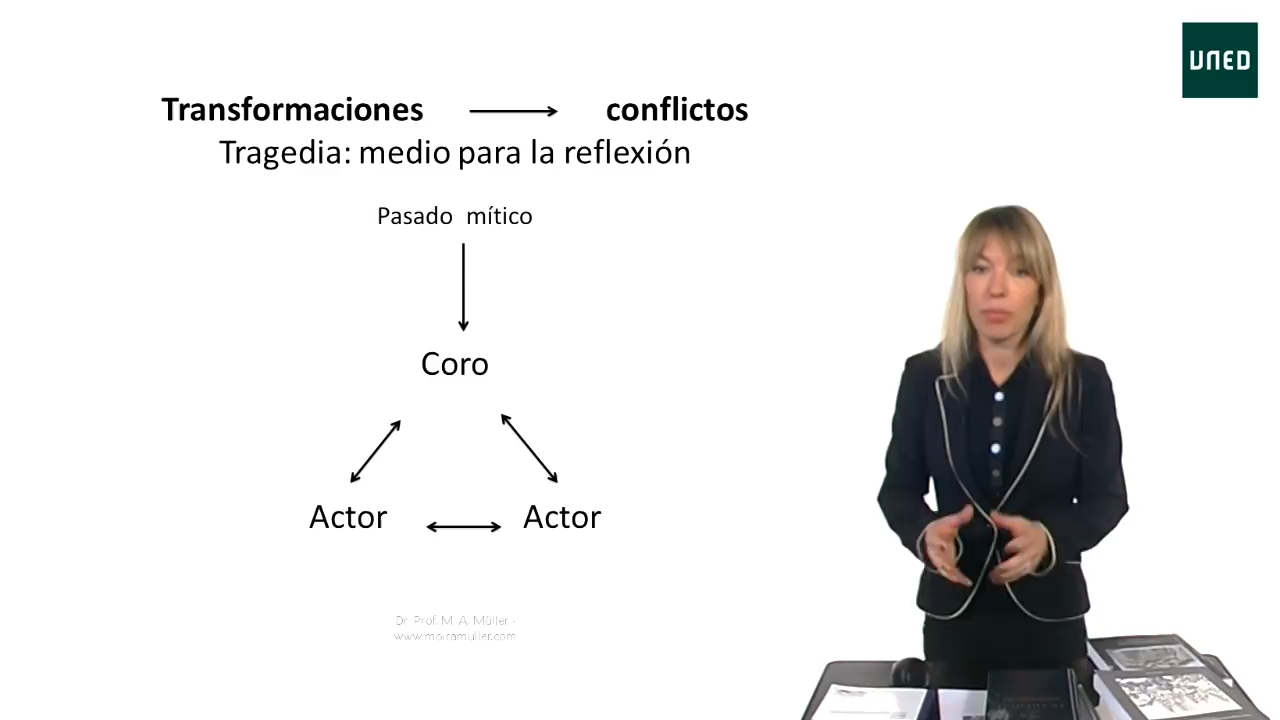 UNED
Transformaciones → conflictos
Tragedia: medio para la reflexión
Pasado mítico
Coro
Actor Actor
Dr. Prof. M. A. Müller -
www.moiramuller.com